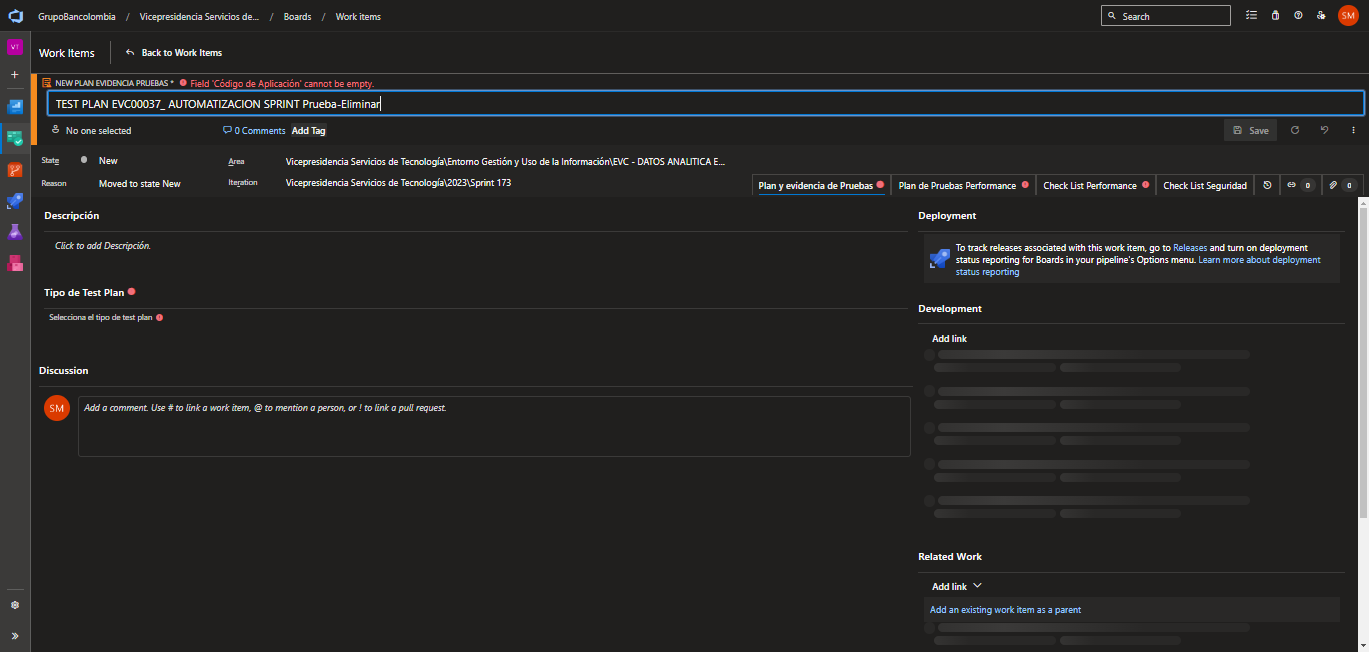 GrupoBancolombia / Vicepresidencia Servicios de... / Boards / Work items
Search
SM
VT
Work Items
Back to Work Items
NEW PLAN EVIDENCIA PRUEBAS * Field 'Código de Aplicación' cannot be empty.
TEST PLAN EVC00037_ AUTOMATIZACION SPRINT Prueba-Eliminar
No one selected
0 Comments
Add Tag
Save
State
New
Area
Vicepresidencia Servicios de Tecnología\Entorno Gestión y Uso de la Información\EVC - DATOS ANALITICA E...
Reason
Moved to state New
Iteration
Vicepresidencia Servicios de Tecnología\2023\Sprint 173
Plan y evidencia de Pruebas
Plan de Pruebas Performance
Check List Performance
Check List Seguridad
0
0
Descripción
Click to add Descripción.
Tipo de Test Plan
Selecciona el tipo de test plan
Discussion
SM
Add a comment. Use # to link a work item, @ to mention a person, or ! to link a pull request.
Deployment
To track releases associated with this work item, go to Releases and turn on deployment
status reporting for Boards in your pipeline's Options menu. Learn more about deployment
status reporting
Development
Add link
Related Work
Add link
Add an existing work item as a parent